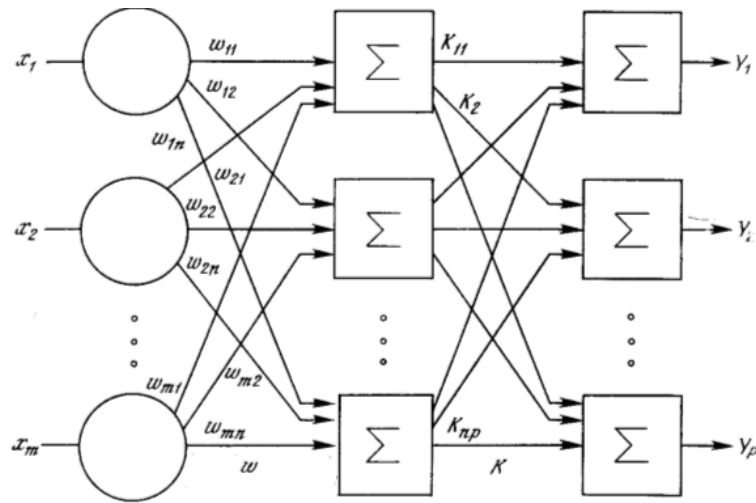 x₁ w₁₁ Σ K₁₁ Σ Y₁
w₁₂ K₂
w₁ₙ w₂₁
x₂ w₂₂ Σ Σ Y₂
w₂ₙ
wₘ₁ wₘ₂
xₘ wₘₙ Σ Kₙₚ Σ Yₚ
w K